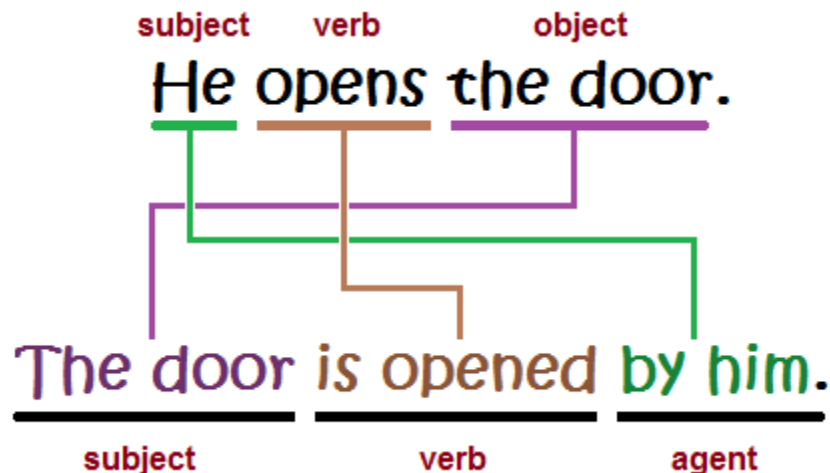 subject verb object
He opens the door.
The door is opened by him.
subject verb agent